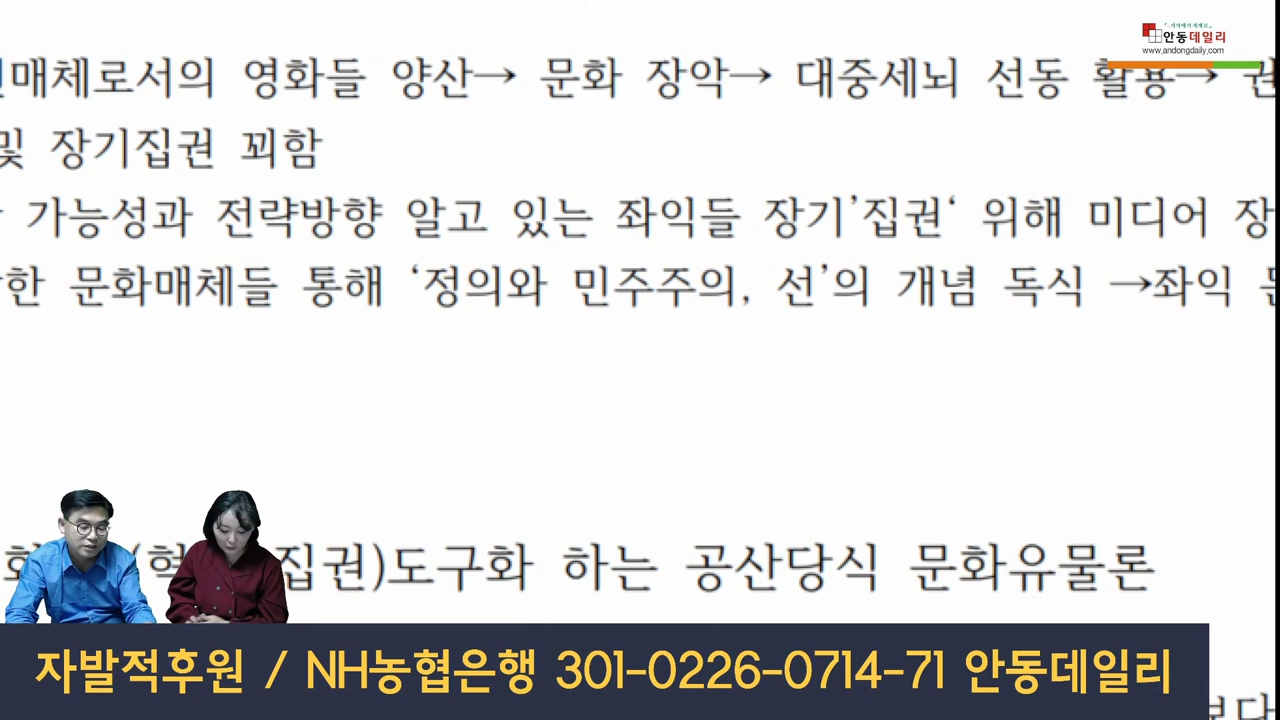 안동데일리
www.andongdaily.com
매체로서의 영화들 양산→ 문화 장악→ 대중세뇌 선동 활용→
및 장기집권 꾀함
가능성과 전략방향 알고 있는 좌익들 장기’집권‘ 위해 미디어 장
한 문화매체들 통해 ‘정의와 민주주의, 선’의 개념 독식 →좌익
집권)도구화 하는 공산당식 문화유물론
자발적후원 / NH농협은행 301-0226-0714-71 안동데일리